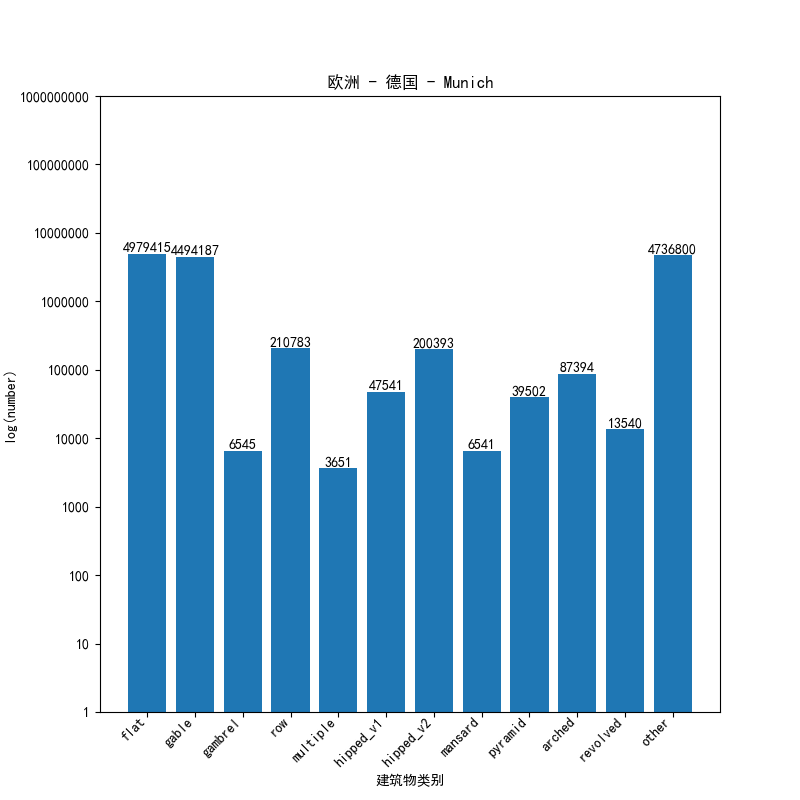 欧洲 - 德国 - Munich
1000000000
100000000
10000000
1000000
100000
10000
1000
100
10
1
log(number)
4979415
4494187
6545
210783
3651
47541
200393
6541
39502
87394
13540
4736800
flat
gable
gambrel
row
multiple
hipped_v1
hipped_v2
mansard
pyramid
arched
revolved
other
建筑物类别